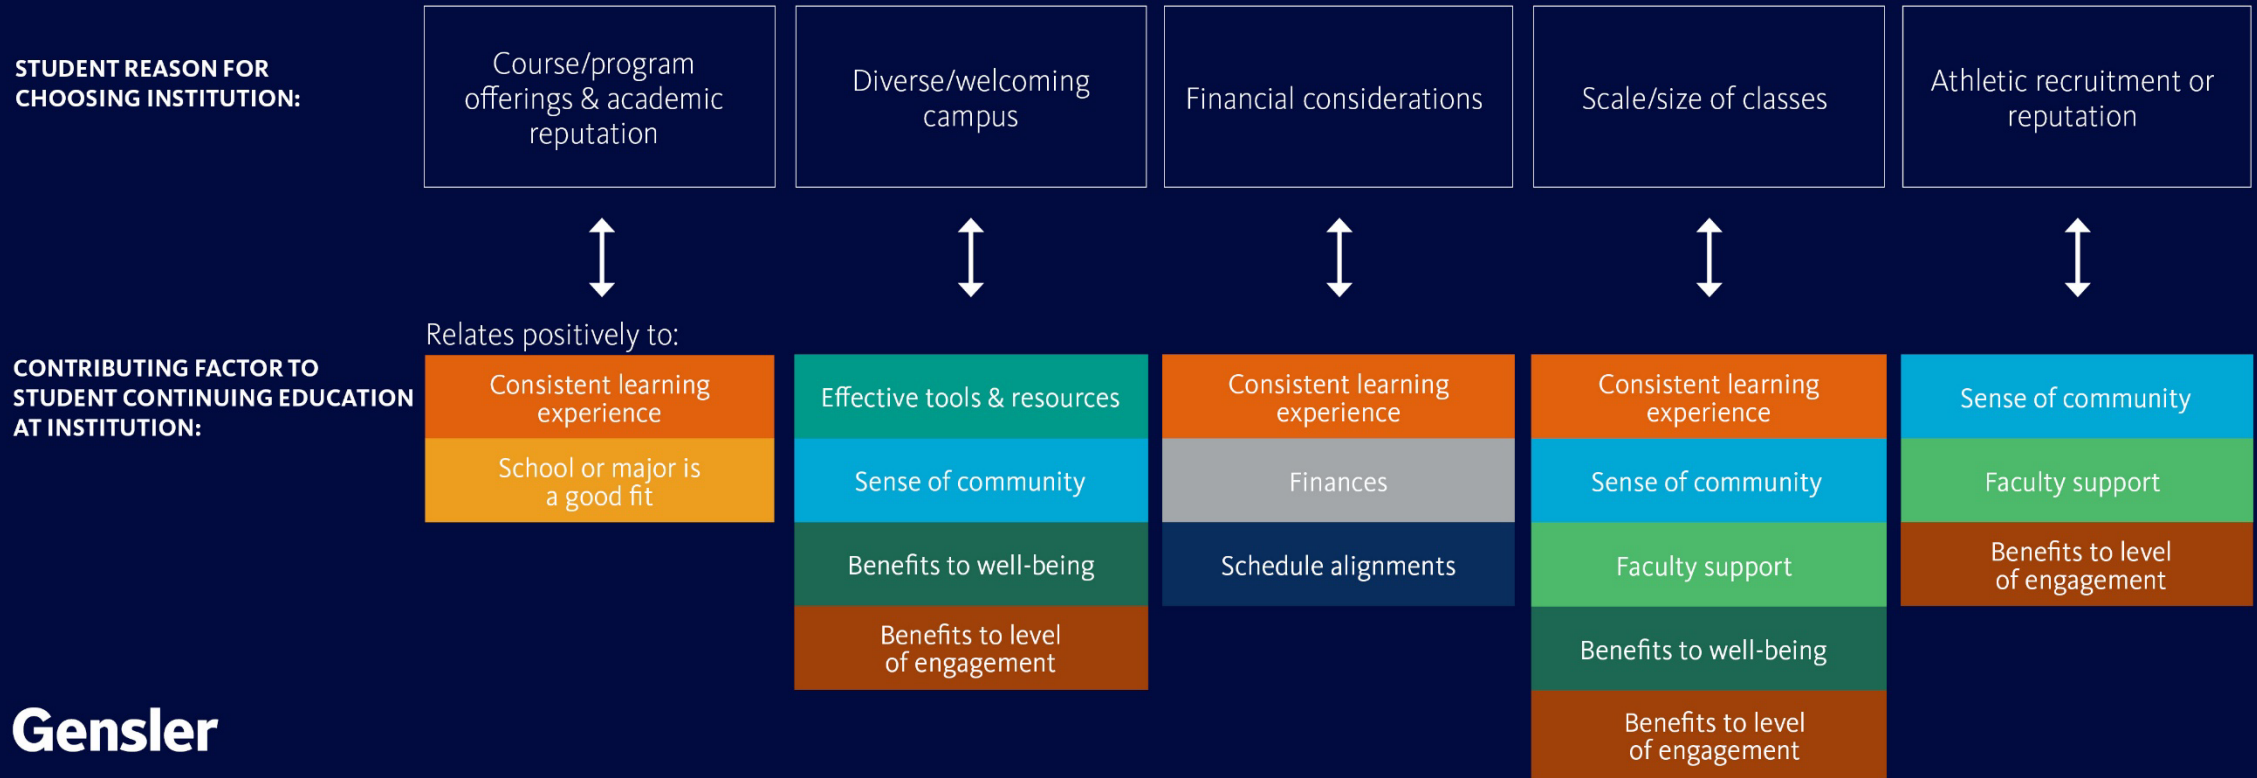 STUDENT REASON FOR
CHOOSING INSTITUTION:
Course/program
offerings & academic
reputation
Diverse/welcoming
campus
Financial considerations
Scale/size of classes
Athletic recruitment or
reputation
Relates positively to:
CONTRIBUTING FACTOR TO
STUDENT CONTINUING EDUCATION
AT INSTITUTION:
Consistent learning
experience
School or major is
a good fit
Effective tools & resources
Sense of community
Benefits to well-being
Benefits to level
of engagement
Consistent learning
experience
Finances
Schedule alignments
Consistent learning
experience
Sense of community
Faculty support
Benefits to well-being
Benefits to level
of engagement
Sense of community
Faculty support
Benefits to level
of engagement
Gensler